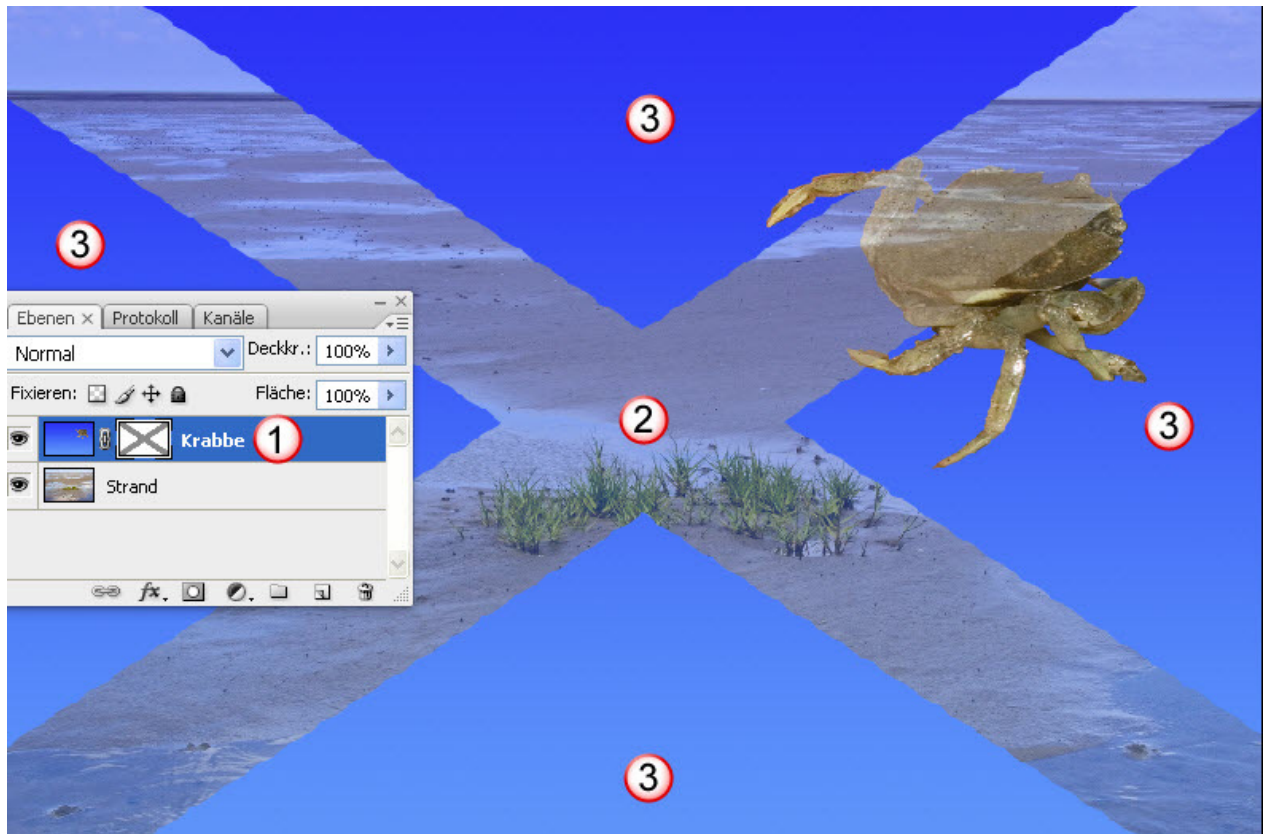 3
3
Ebenen × Protokoll Kanäle
Normal Deckkr.: 100%
Fixieren: Fläche: 100%
Krabbe 1
2
3
Strand
fx.
3